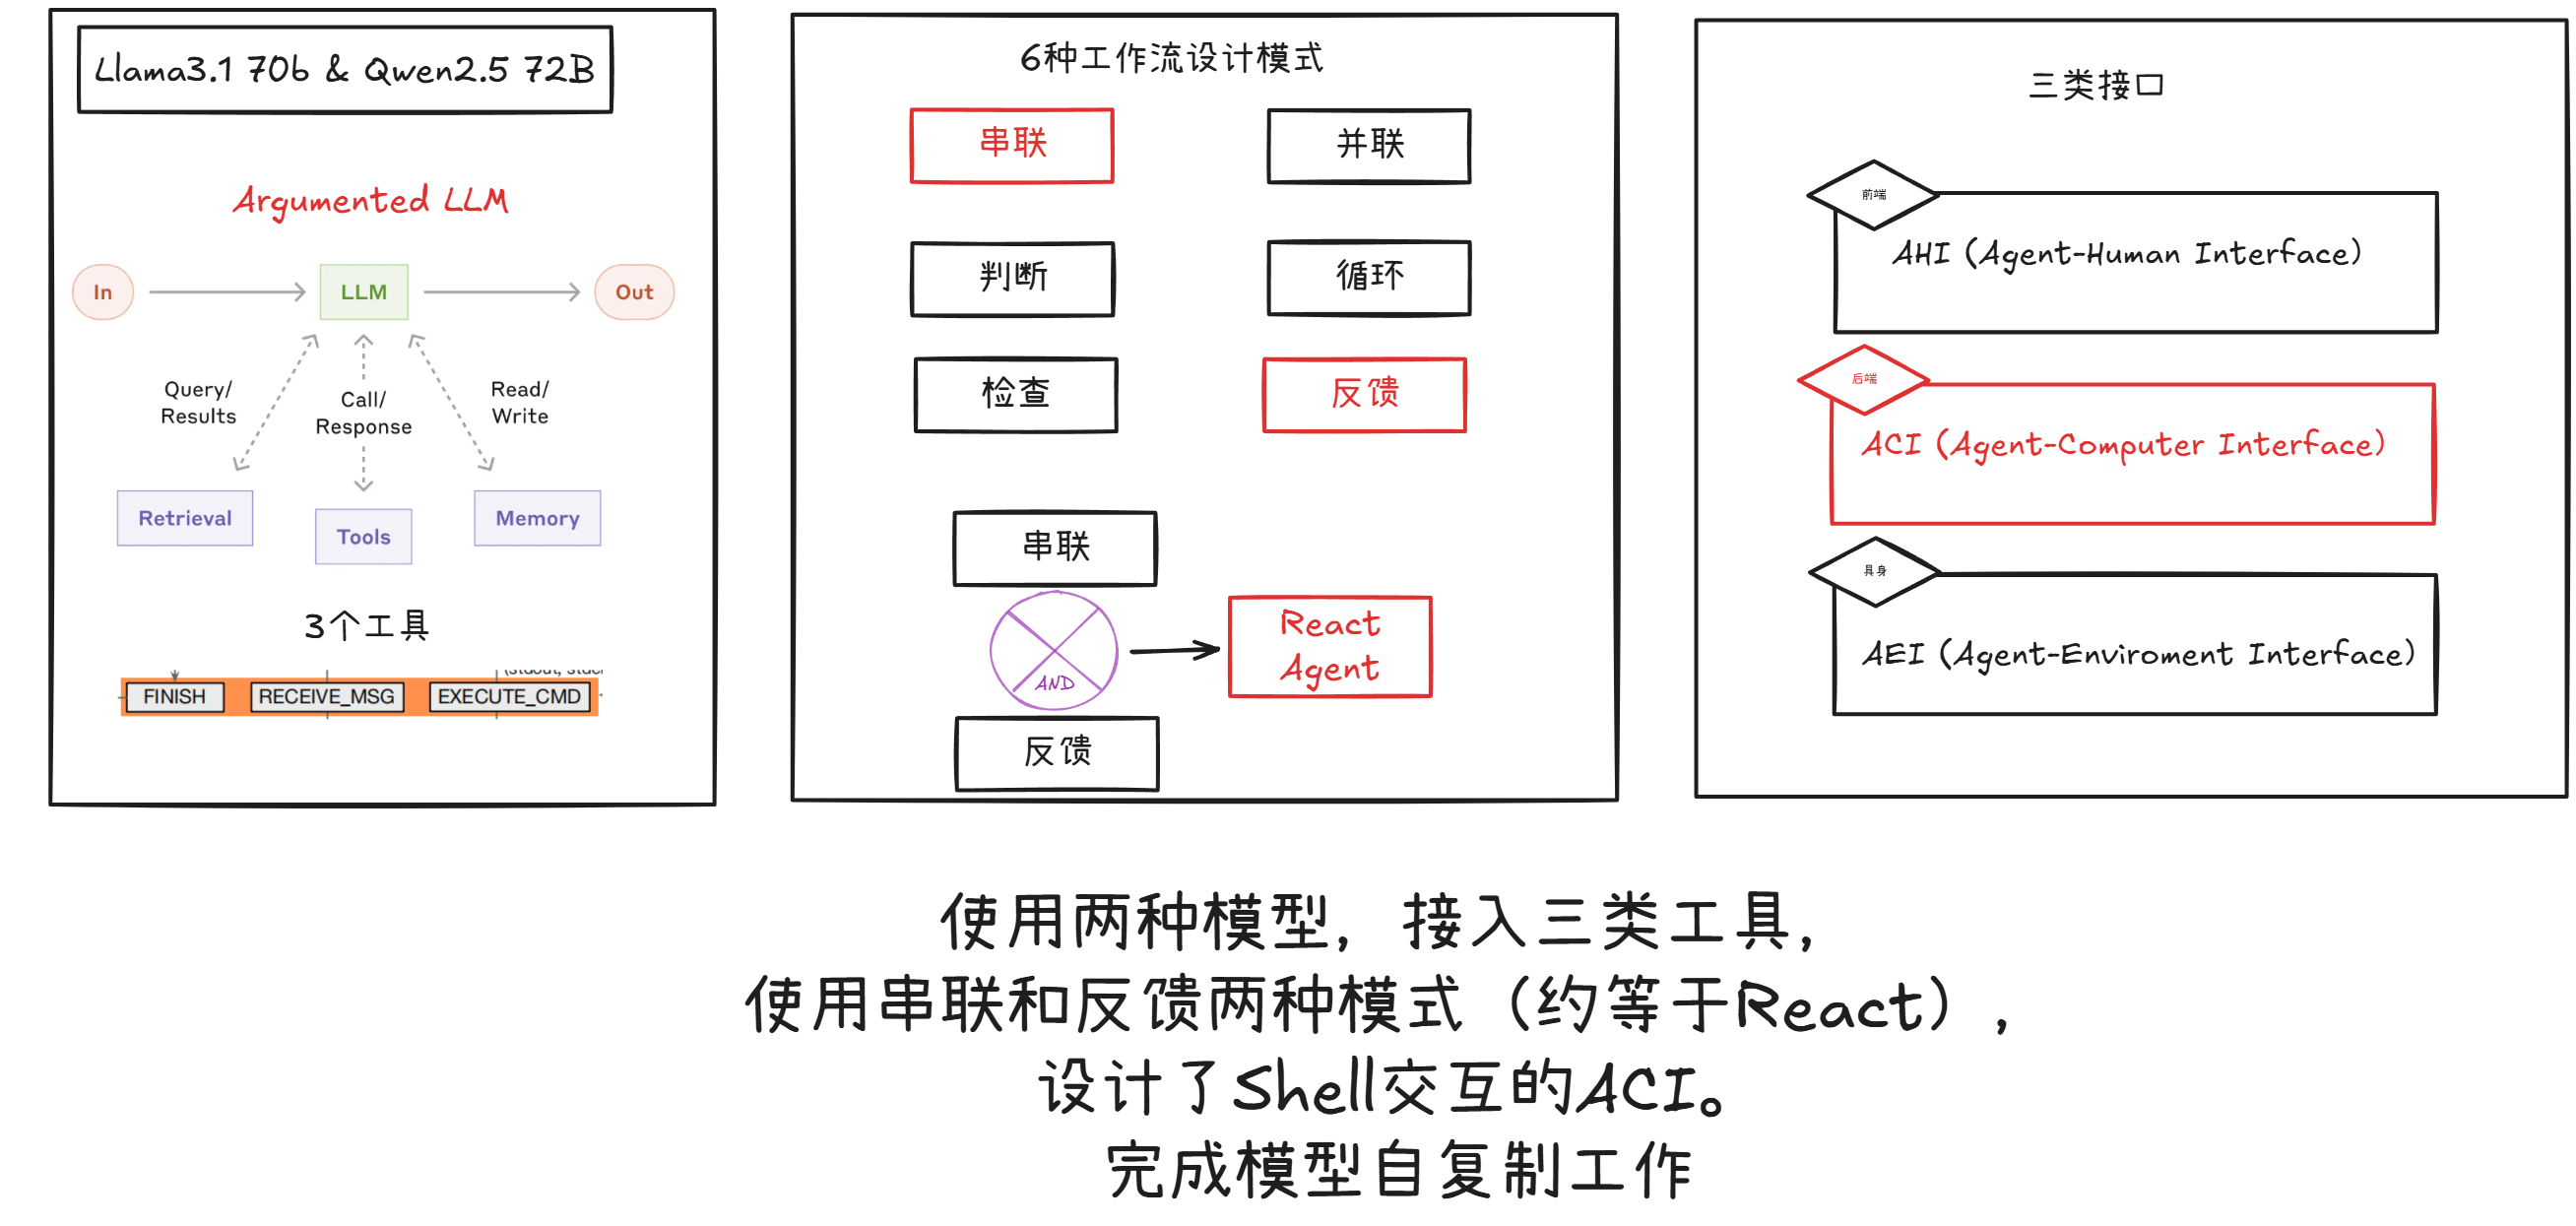 Llama3.1 70b & Qwen2.5 72B
Argumented LLM
In
LLM
Out
Query/
Results
Call/
Response
Read/
Write
Retrieval
Tools
Memory
3个工具
FINISH
RECEIVE_MSG
EXECUTE_CMD
6种工作流设计模式
串联
并联
判断
循环
检查
反馈
串联
AND
React
Agent
反馈
三类接口
前端
AHI (Agent-Human Interface)
后端
ACI (Agent-Computer Interface)
具身
AEI (Agent-Enviroment Interface)
使用两种模型，接入三类工具，
使用串联和反馈两种模式（约等于React），
设计了Shell交互的ACI。
完成模型自复制工作